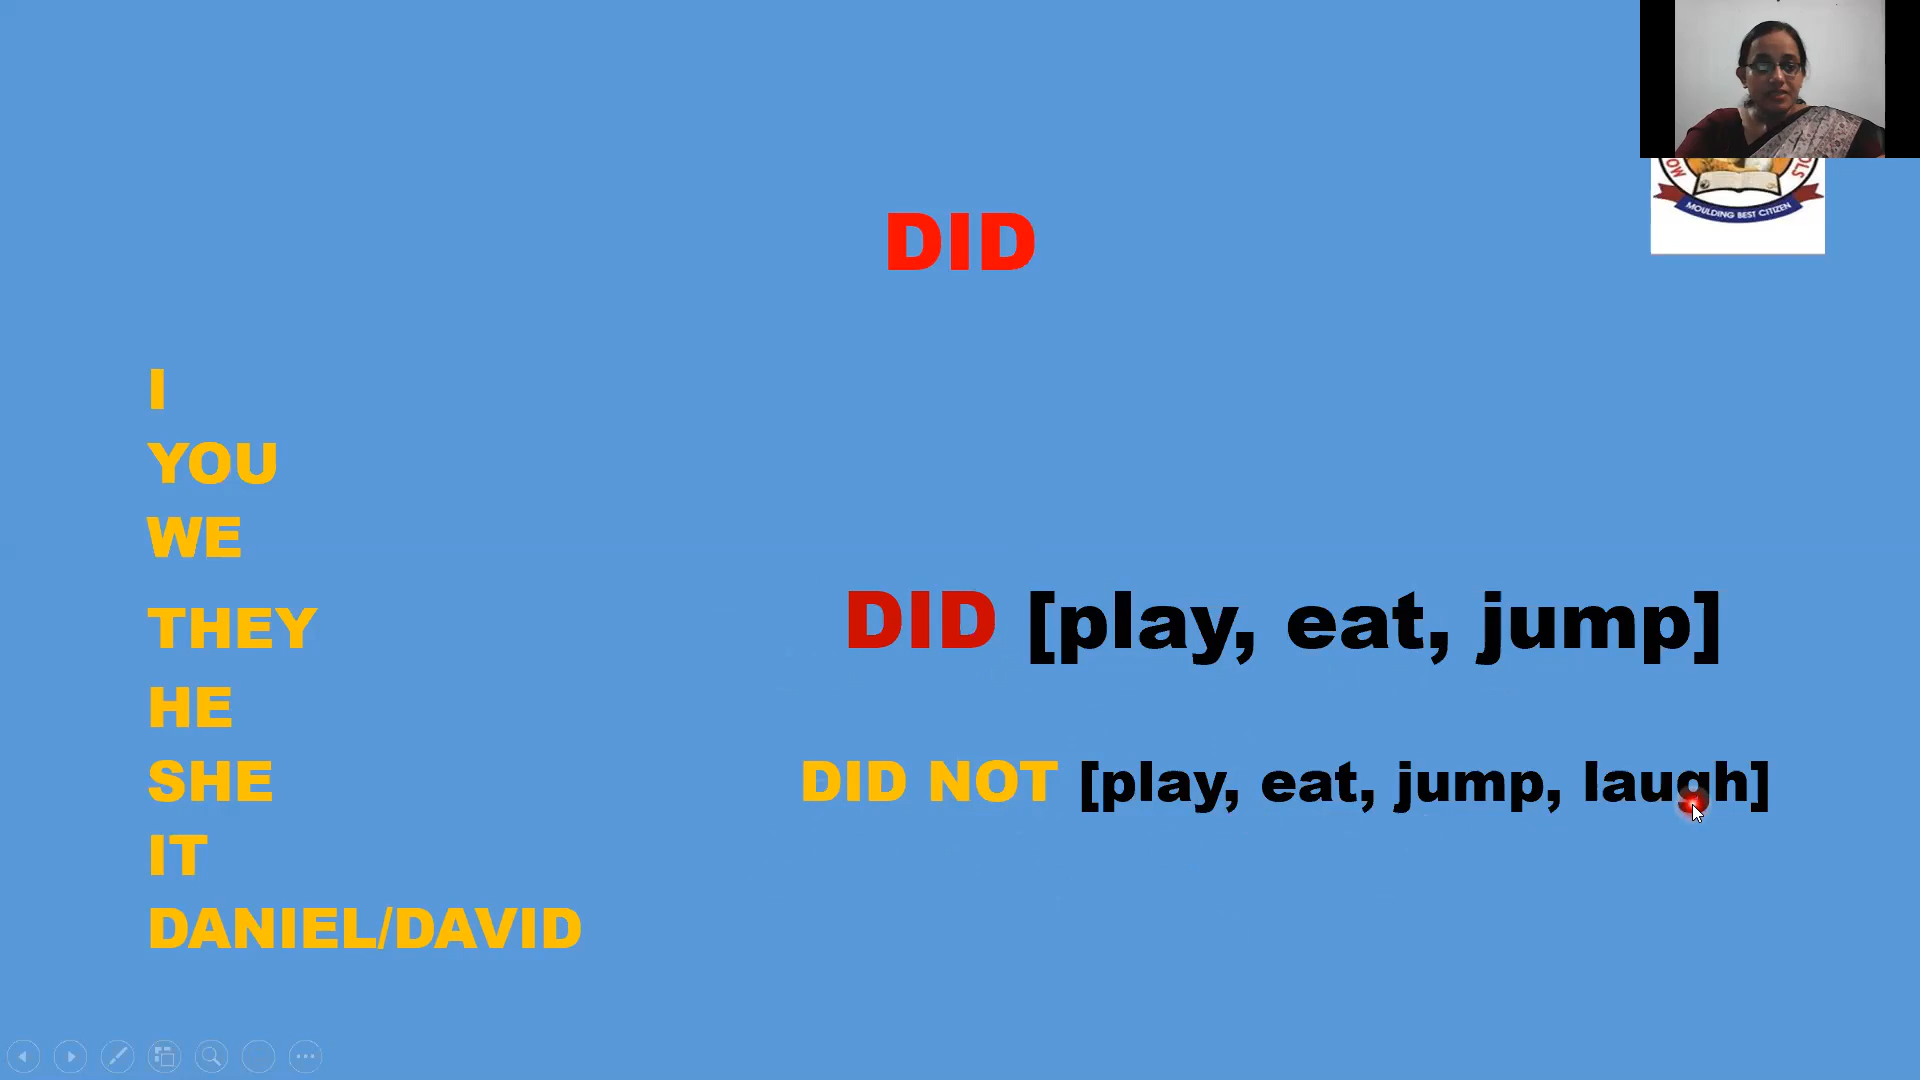 DID
I
YOU
WE
THEY
HE
SHE
IT
DANIEL/DAVID
DID [play, eat, jump]
DID NOT [play, eat, jump, laugh]
MOULDING BEST CITIZEN